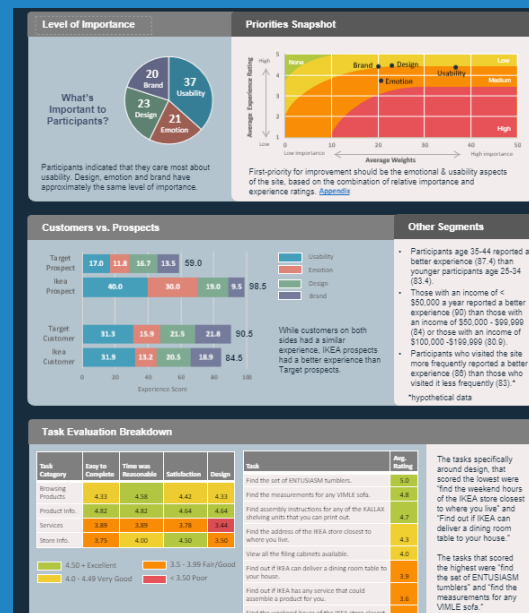 Level of Importance
What's
Important to
Participants?
20
Brand
37
Usability
23
Design
21
Emotion
Participants indicated that they care most about
usability. Design, emotion and brand have
approximately the same level of importance.
Priorities Snapshot
Average Experience Rating
High
Low
5
4
3
2
1
None
Brand
Design
Usability
Emotion
Low
Medium
High
0
10
20
30
40
50
Low importance
High importance
Average Weights
First-priority for improvement should be the emotional & usability aspects
of the site, based on the combination of relative importance and
experience ratings. Appendix
Customers vs. Prospects
Target
Prospect
17.0 11.8 16.7 13.5 59.0
Ikea
Prospect
40.0 30.0 19.0 9.5 98.5
Target
Customer
31.3 15.9 21.5 21.8 90.5
Ikea
Customer
31.9 13.2 20.5 18.9 84.5
0 20 40 60 80 100
Experience Score
Usability
Emotion
Design
Brand
While customers on both
sides had a similar
experience, IKEA prospects
had a better experience than
Target prospects.
Other Segments
• Participants age 35-44 reported a
better experience (87.4) than
younger participants age 25-34
(83.4).
• Those with an income of <
$50,000 a year reported a better
experience (90) than those with
an income of $50,000 - $99,999
(84) or those with an income of
$100,000 -$199,999 (80.9).
• Participants who visited the site
more frequently reported a better
experience (86) than those who
visited it less frequently (83).*
*hypothetical data
Task Evaluation Breakdown
Task
Category
Easy to
Complete
Time was
Reasonable
Satisfaction
Design
Browsing
Products
4.33 4.58 4.42 4.33
Product Info. 4.82 4.82 4.64 4.64
Services 3.89 3.89 3.78 3.44
Store Info. 3.75 4.00 4.50 3.50
4.50 + Excellent
3.5 - 3.99 Fair/Good
4.0 - 4.49 Very Good
< 3.50 Poor
Task
Avg.
Rating
Find the set of ENTUSIASM tumblers. 5.0
Find the measurements for any VIMLE sofa. 4.8
Find assembly instructions for any of the KALLAX
shelving units that you can print out. 4.7
Find the address of the IKEA store closest to
where you live. 4.3
View all the filing cabinets available. 4.0
Find out if IKEA can deliver a dining room table to
your house. 3.9
Find out if IKEA has any service that could
assemble a product for you. 3.6
Find the weekend hours of the IKEA store closest
The tasks specifically
around design, that
scored the lowest were
"find the weekend hours
of the IKEA store closest
to where you live" and
"Find out if IKEA can
deliver a dining room
table to your house."
The tasks that scored
the highest were "find
the set of ENTUSIASM
tumblers" and "find the
measurements for any
VIMLE sofa."